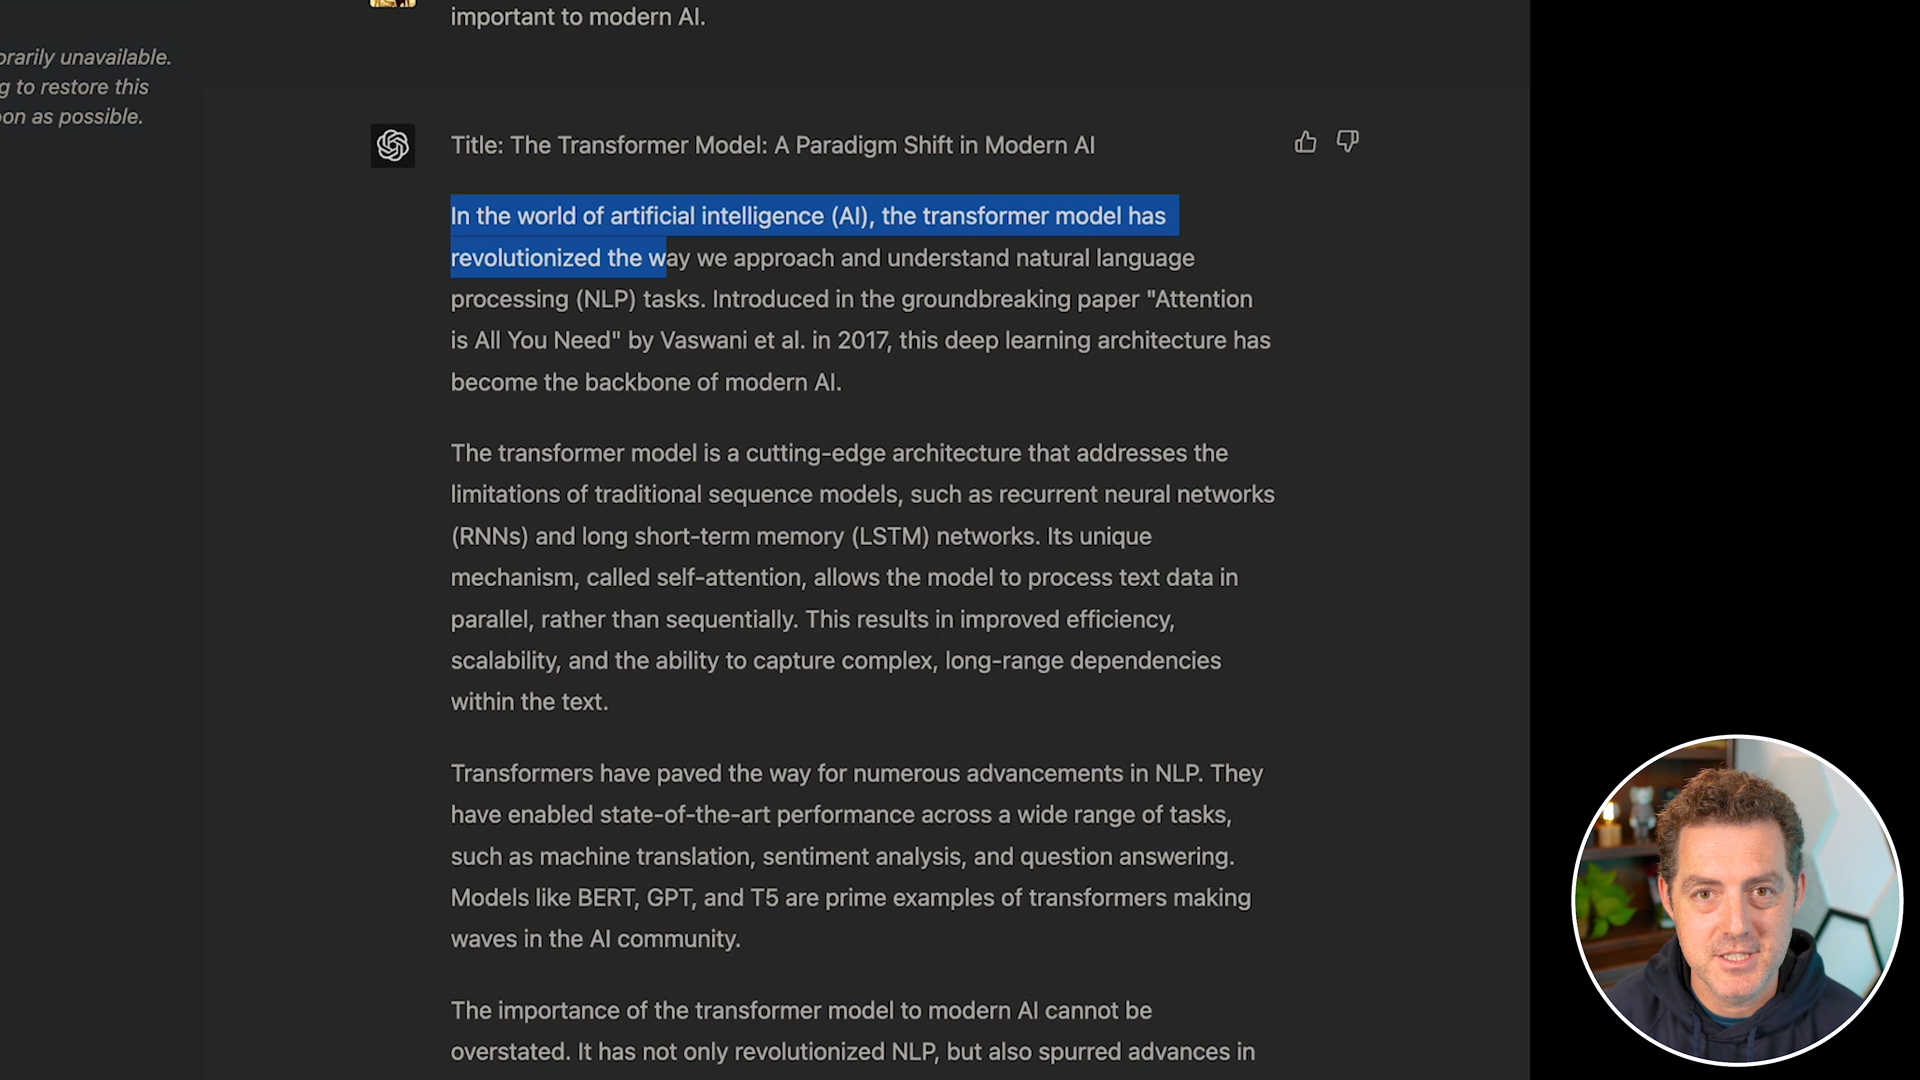 important to modern AI.
orarily unavailable.
g to restore this
oon as possible.
Title: The Transformer Model: A Paradigm Shift in Modern AI
In the world of artificial intelligence (AI), the transformer model has
revolutionized the way we approach and understand natural language
processing (NLP) tasks. Introduced in the groundbreaking paper "Attention
is All You Need" by Vaswani et al. in 2017, this deep learning architecture has
become the backbone of modern AI.
The transformer model is a cutting-edge architecture that addresses the
limitations of traditional sequence models, such as recurrent neural networks
(RNNs) and long short-term memory (LSTM) networks. Its unique
mechanism, called self-attention, allows the model to process text data in
parallel, rather than sequentially. This results in improved efficiency,
scalability, and the ability to capture complex, long-range dependencies
within the text.
Transformers have paved the way for numerous advancements in NLP. They
have enabled state-of-the-art performance across a wide range of tasks,
such as machine translation, sentiment analysis, and question answering.
Models like BERT, GPT, and T5 are prime examples of transformers making
waves in the AI community.
The importance of the transformer model to modern AI cannot be
overstated. It has not only revolutionized NLP, but also spurred advances in